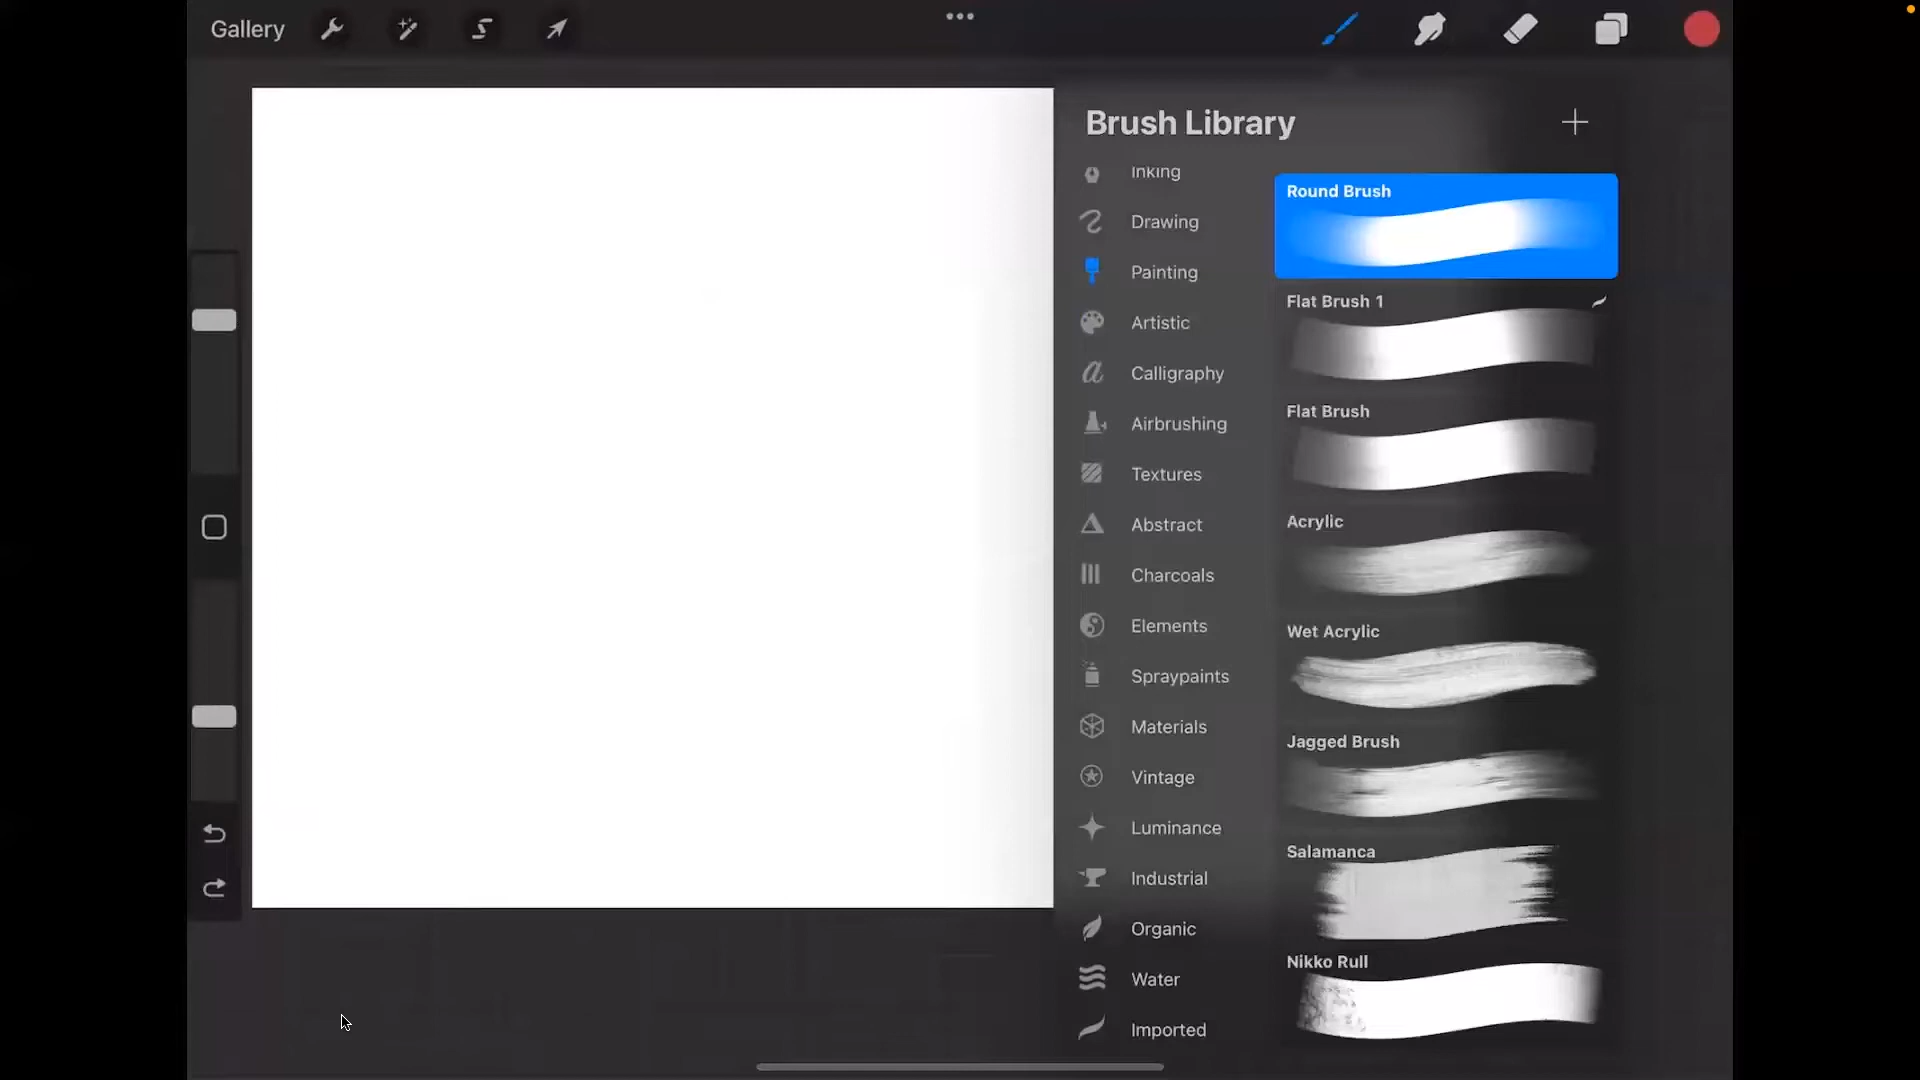 Gallery
Brush Library
Inking
Drawing
Painting
Artistic
Calligraphy
Airbrushing
Textures
Abstract
Charcoals
Elements
Spraypaints
Materials
Vintage
Luminance
Industrial
Organic
Water
Imported
Round Brush
Flat Brush 1
Flat Brush
Acrylic
Wet Acrylic
Jagged Brush
Salamanca
Nikko Rull